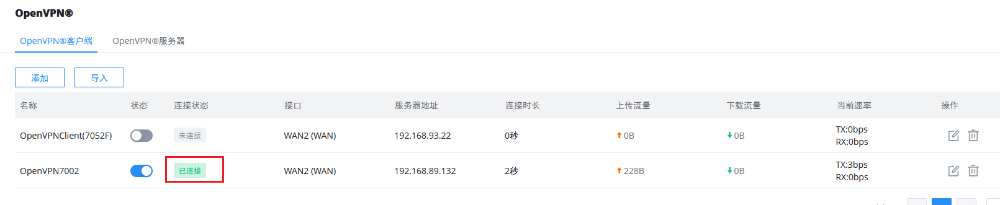 OpenVPN®
OpenVPN®客户端 OpenVPN®服务器
添加 导入
名称 状态 连接状态 接口 服务器地址 连接时长 上传流量 下载流量 当前速率 操作
OpenVPNClient(7052F) 未连接 WAN2 (WAN) 192.168.93.22 0秒 0B 0B TX:0bps
RX:0bps
OpenVPN7002 已连接 WAN2 (WAN) 192.168.89.132 2秒 228B 0B TX:3bps
RX:0bps